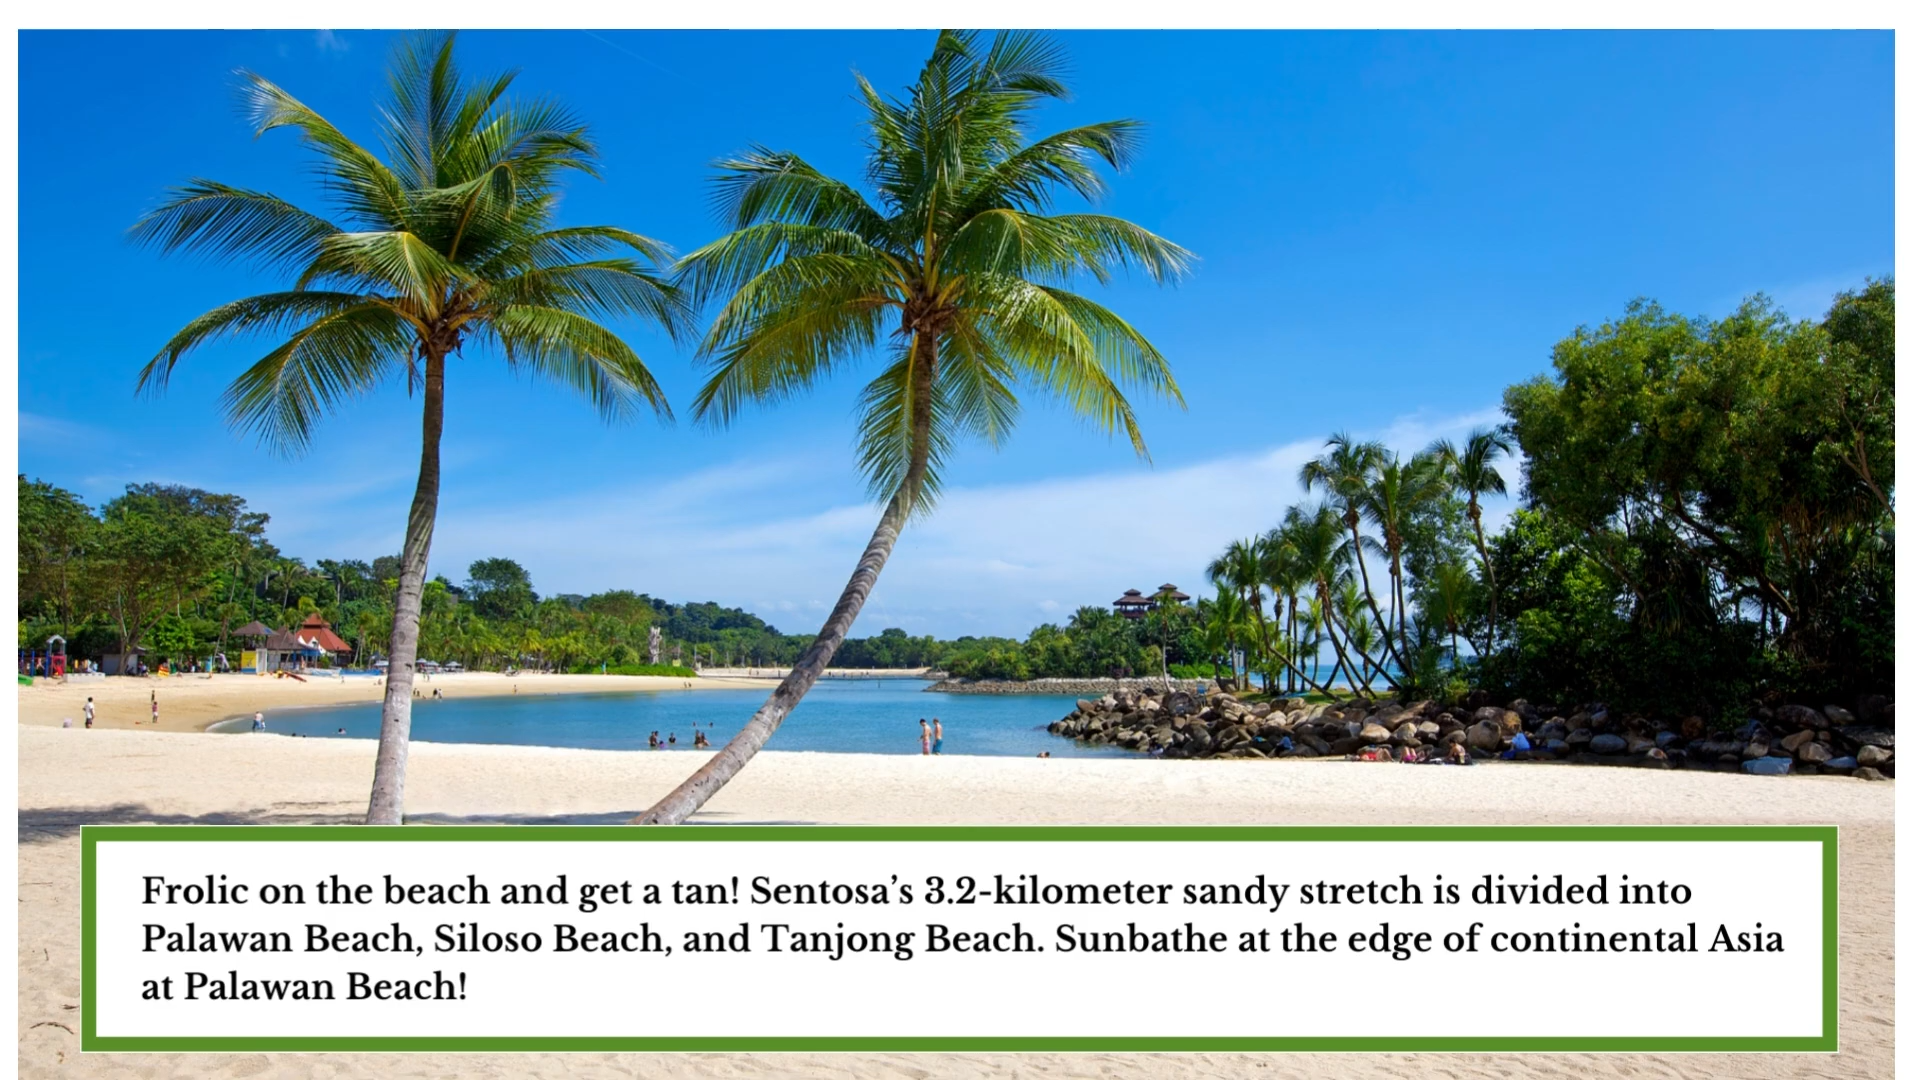 Frolic on the beach and get a tan! Sentosa’s 3.2-kilometer sandy stretch is divided into
Palawan Beach, Siloso Beach, and Tanjong Beach. Sunbathe at the edge of continental Asia
at Palawan Beach!